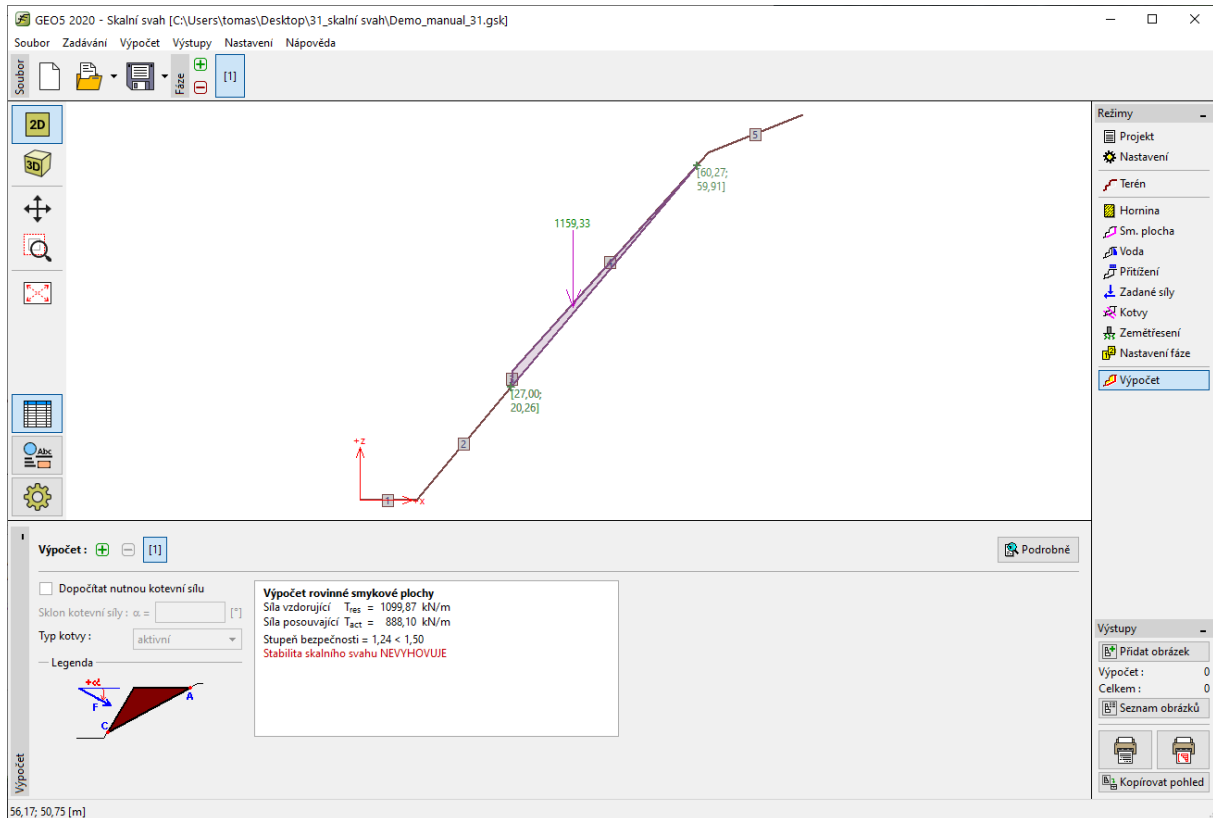 GEO5 2020 - Skalní svah [C:\Users\tomas\Desktop\31_skalní svah\Demo_manual_31.gsk]
Soubor Zadávání Výpočet Výstupy Nastavení Nápověda
Soubor
Fáze
[1]
2D
3D
5
[60,27;
59,91]
1159,33
4
3
[27,00;
20,26]
2
+z
1
+x
Abc
Režimy
Projekt
Nastavení
Terén
Hornina
Sm. plocha
Voda
Přitížení
Zadané síly
Kotvy
Zemětřesení
Nastavení fáze
Výpočet
Výpočet
Výpočet : [1]
Podrobně
Dopočítat nutnou kotevní sílu
Sklon kotevní síly : α = [°]
Typ kotvy : aktivní
Legenda
+α
F
A
C
Výpočet rovinné smykové plochy
Síla vzdorující Tres = 1099,87 kN/m
Síla posouvající Tact = 888,10 kN/m
Stupeň bezpečnosti = 1,24 < 1,50
Stabilita skalního svahu NEVYHOVUJE
Výstupy
Přidat obrázek
Výpočet : 0
Celkem : 0
Seznam obrázků
Kopírovat pohled
56,17; 50,75 [m]